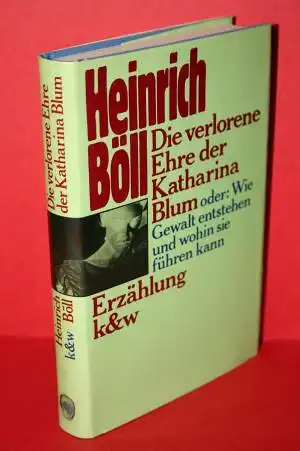 Heinrich
Böll
Die verlorene
Ehre der
Katharina
Blum oder: Wie
Gewalt entstehen
und wohin sie
führen kann
Erzählung
k&w
Die verlorene Ehre
der Katharina Blum
Heinrich
Böll
k&w